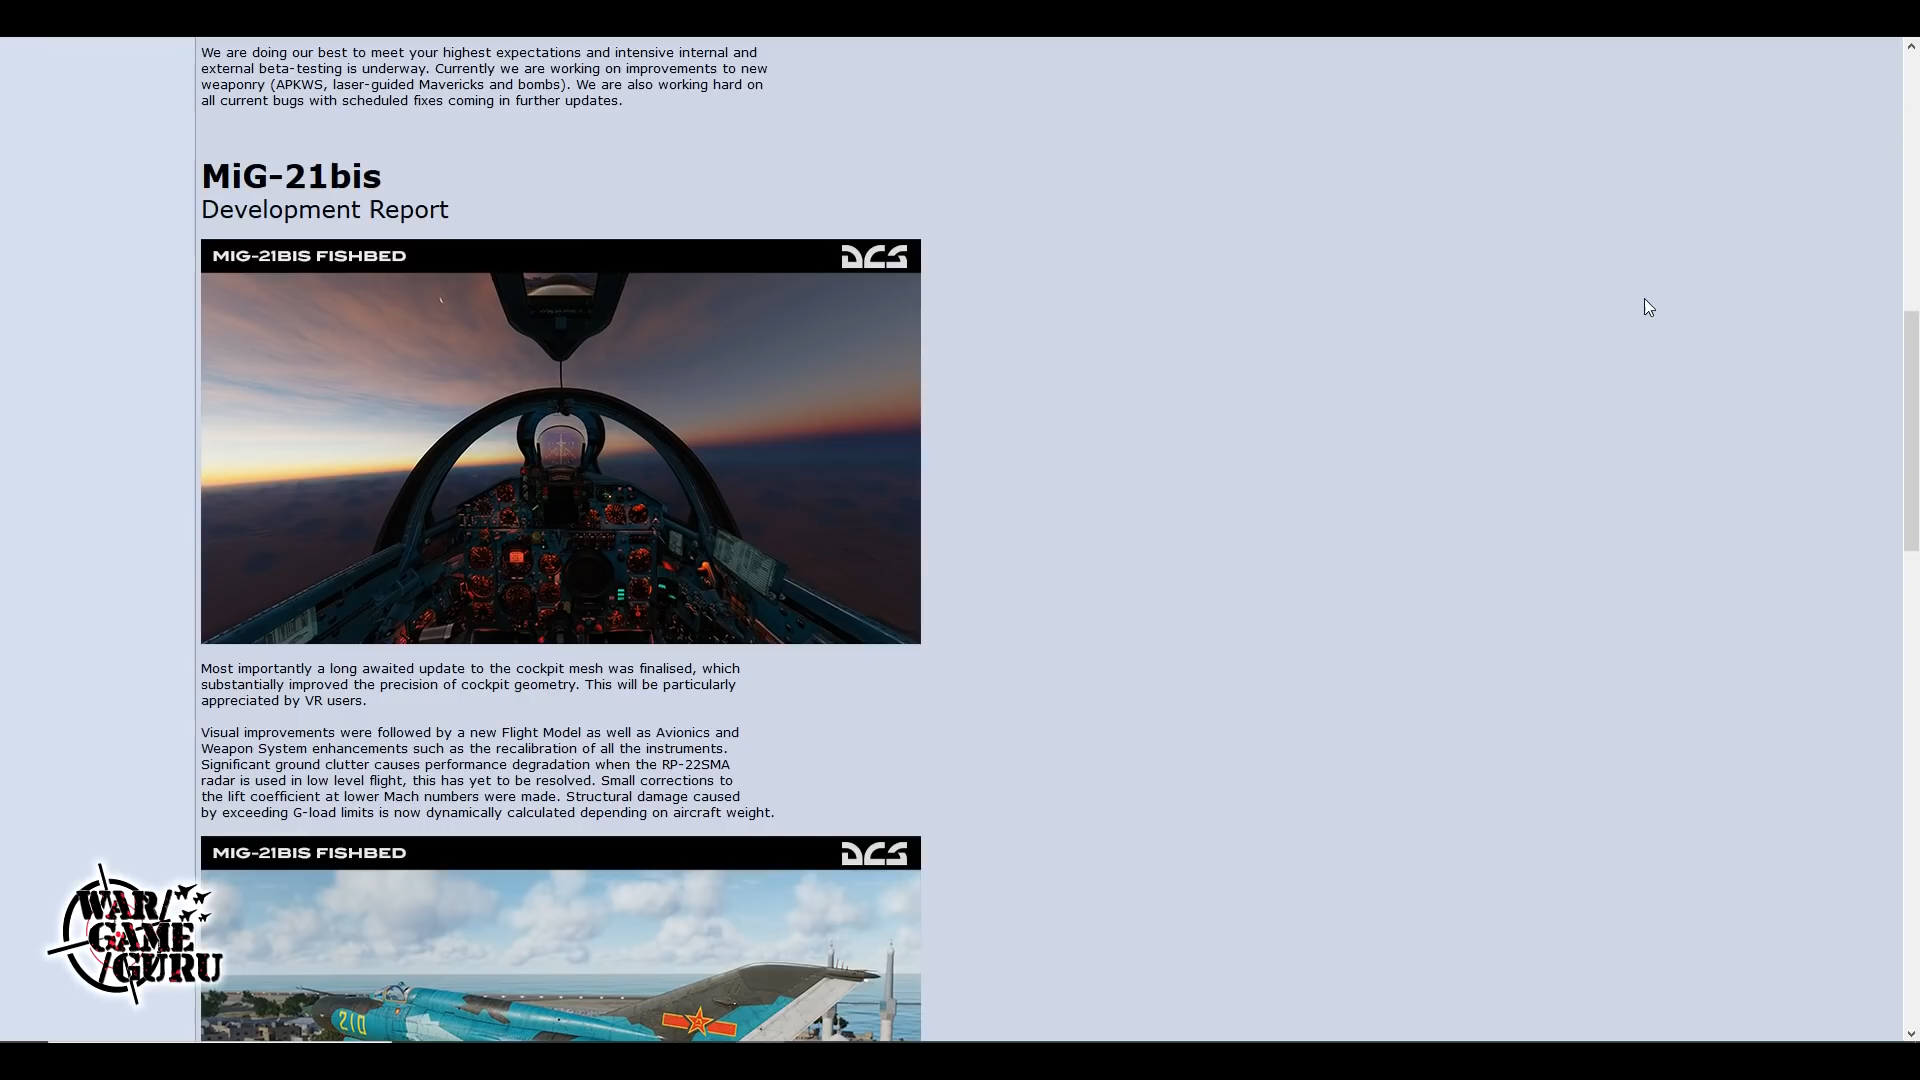 We are doing our best to meet your highest expectations and intensive internal and
external beta-testing is underway. Currently we are working on improvements to new
weaponry (APKWS, laser-guided Mavericks and bombs). We are also working hard on
all current bugs with scheduled fixes coming in further updates.
MiG-21bis
Development Report
MIG-21BIS FISHBED
DCS
Most importantly a long awaited update to the cockpit mesh was finalised, which
substantially improved the precision of cockpit geometry. This will be particularly
appreciated by VR users.
Visual improvements were followed by a new Flight Model as well as Avionics and
Weapon System enhancements such as the recalibration of all the instruments.
Significant ground clutter causes performance degradation when the RP-22SMA
radar is used in low level flight, this has yet to be resolved. Small corrections to
the lift coefficient at lower Mach numbers were made. Structural damage caused
by exceeding G-load limits is now dynamically calculated depending on aircraft weight.
MIG-21BIS FISHBED
DCS
210
WAR/
GAME
/GURU